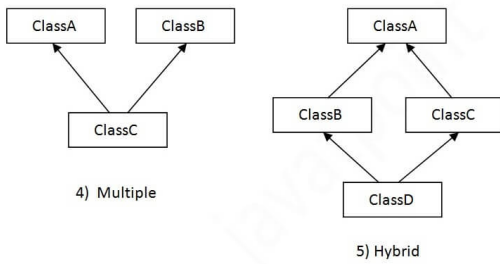 ClassA
ClassB
ClassC
4) Multiple
ClassA
ClassB
ClassC
ClassD
5) Hybrid